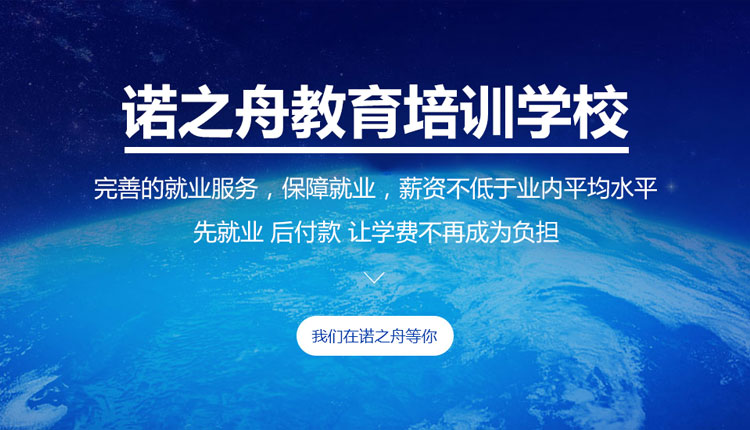 诺之舟教育培训学校
完善的就业服务，保障就业，薪资不低于业内平均水平
先就业 后付款 让学费不再成为负担
我们在诺之舟等你